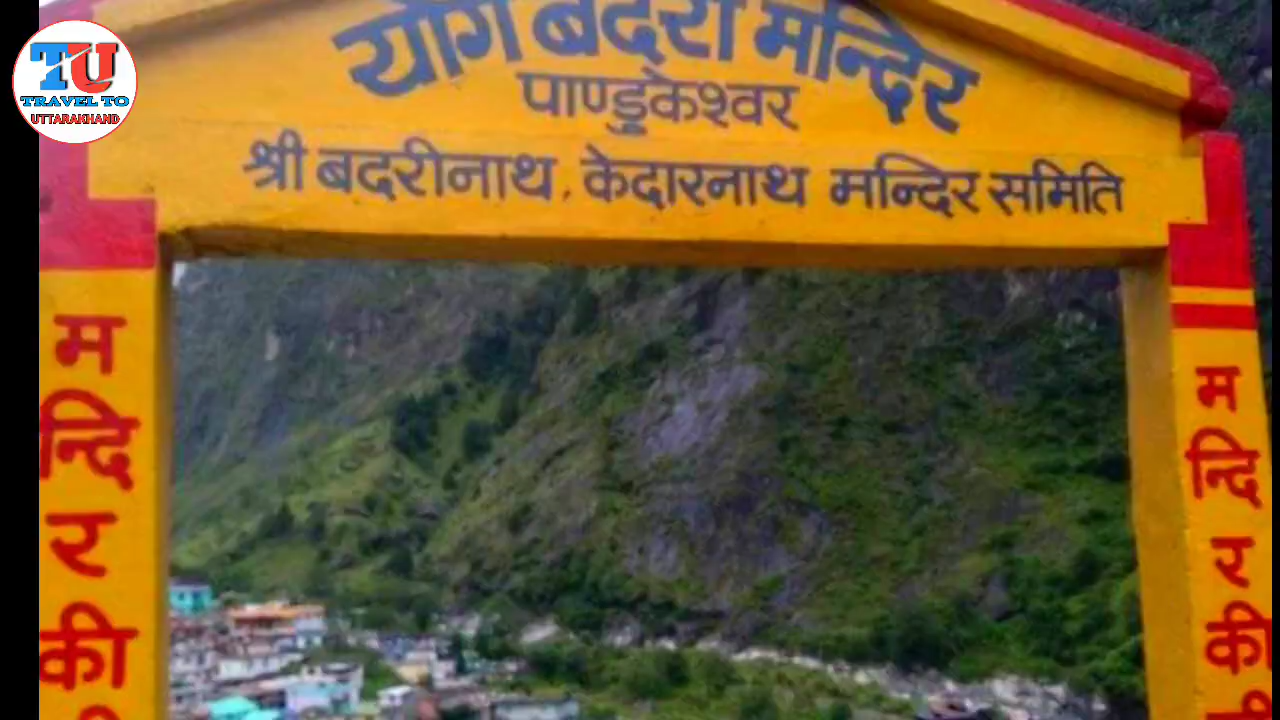 TU
TRAVEL TO
UTTARAKHAND
योग बदरी मन्दिर
पाण्डुकेश्वर
श्री बदरीनाथ, केदारनाथ मन्दिर समिति
म
न्दि
र
की
म
न्दि
र
की